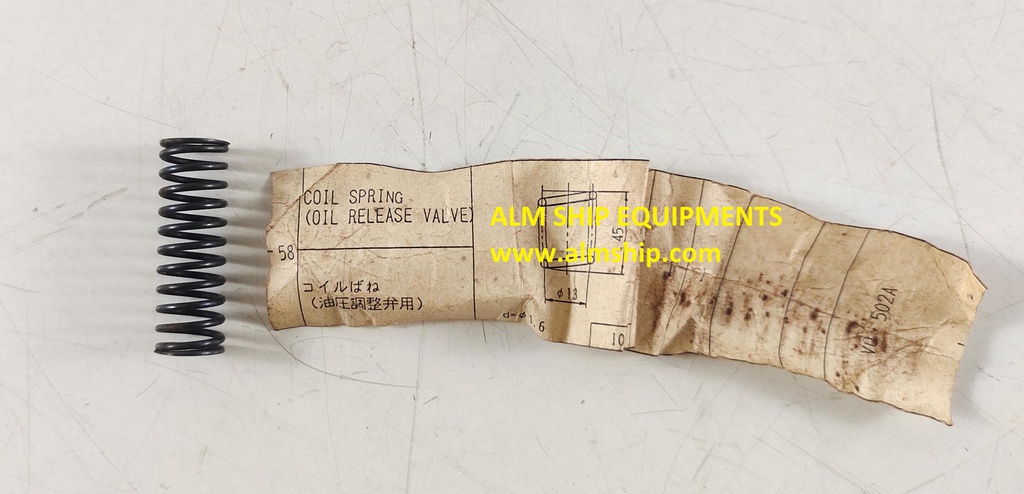 COIL SPRING
(OIL RELEASE VALVE)
-58
コイルばね
(油圧調整弁用)
45
φ13
d=φ1.6
10
502A
ALM SHIP EQUIPMENTS
www.almship.com